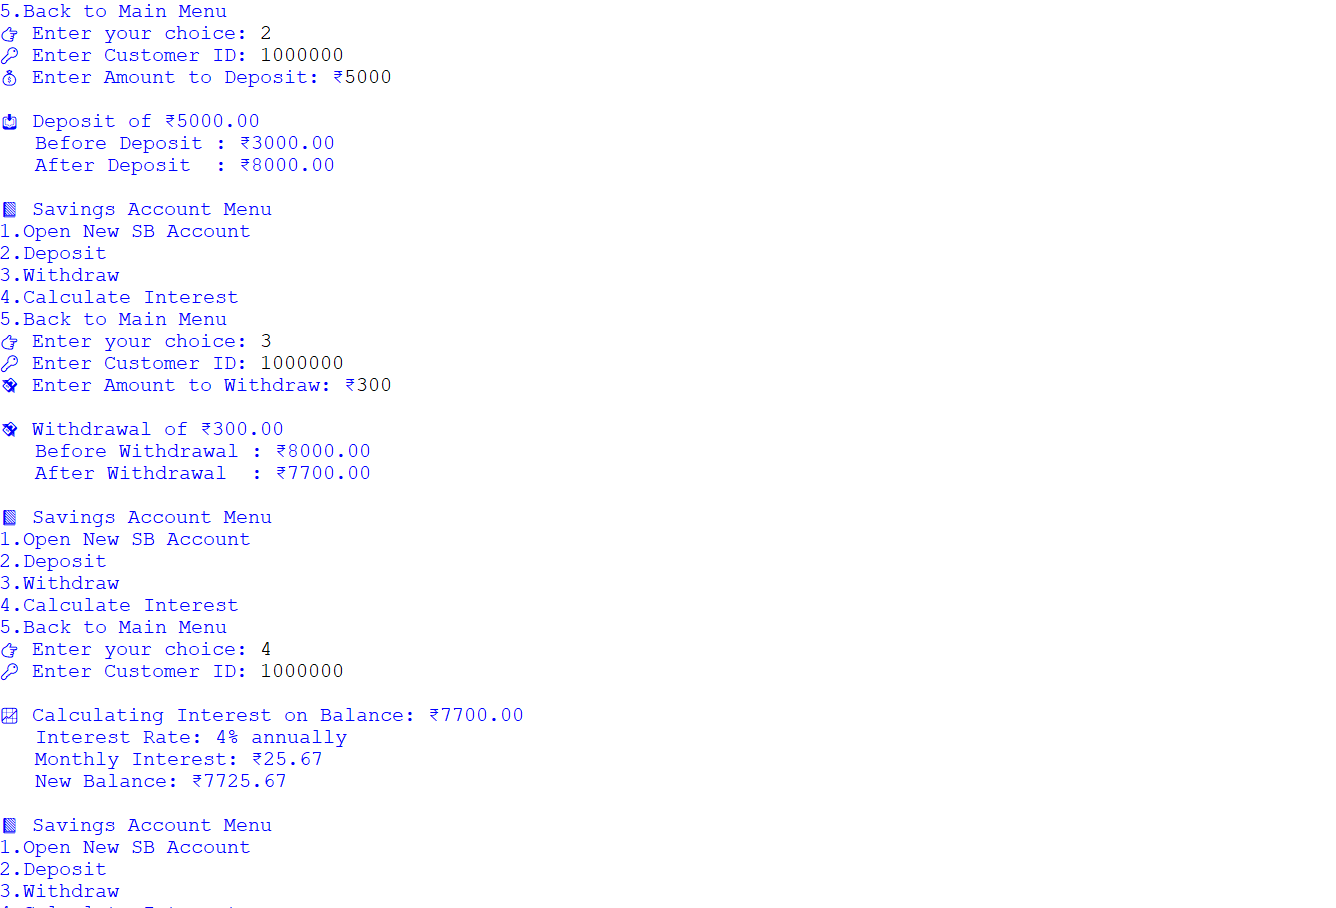 5.Back to Main Menu
👉 Enter your choice: 2
🔑 Enter Customer ID: 1000000
💰 Enter Amount to Deposit: ₹5000
📥 Deposit of ₹5000.00
Before Deposit : ₹3000.00
After Deposit  : ₹8000.00
📗 Savings Account Menu
1.Open New SB Account
2.Deposit
3.Withdraw
4.Calculate Interest
5.Back to Main Menu
👉 Enter your choice: 3
🔑 Enter Customer ID: 1000000
💸 Enter Amount to Withdraw: ₹300
💸 Withdrawal of ₹300.00
Before Withdrawal : ₹8000.00
After Withdrawal  : ₹7700.00
📗 Savings Account Menu
1.Open New SB Account
2.Deposit
3.Withdraw
4.Calculate Interest
5.Back to Main Menu
👉 Enter your choice: 4
🔑 Enter Customer ID: 1000000
💹 Calculating Interest on Balance: ₹7700.00
Interest Rate: 4% annually
Monthly Interest: ₹25.67
New Balance: ₹7725.67
📗 Savings Account Menu
1.Open New SB Account
2.Deposit
3.Withdraw